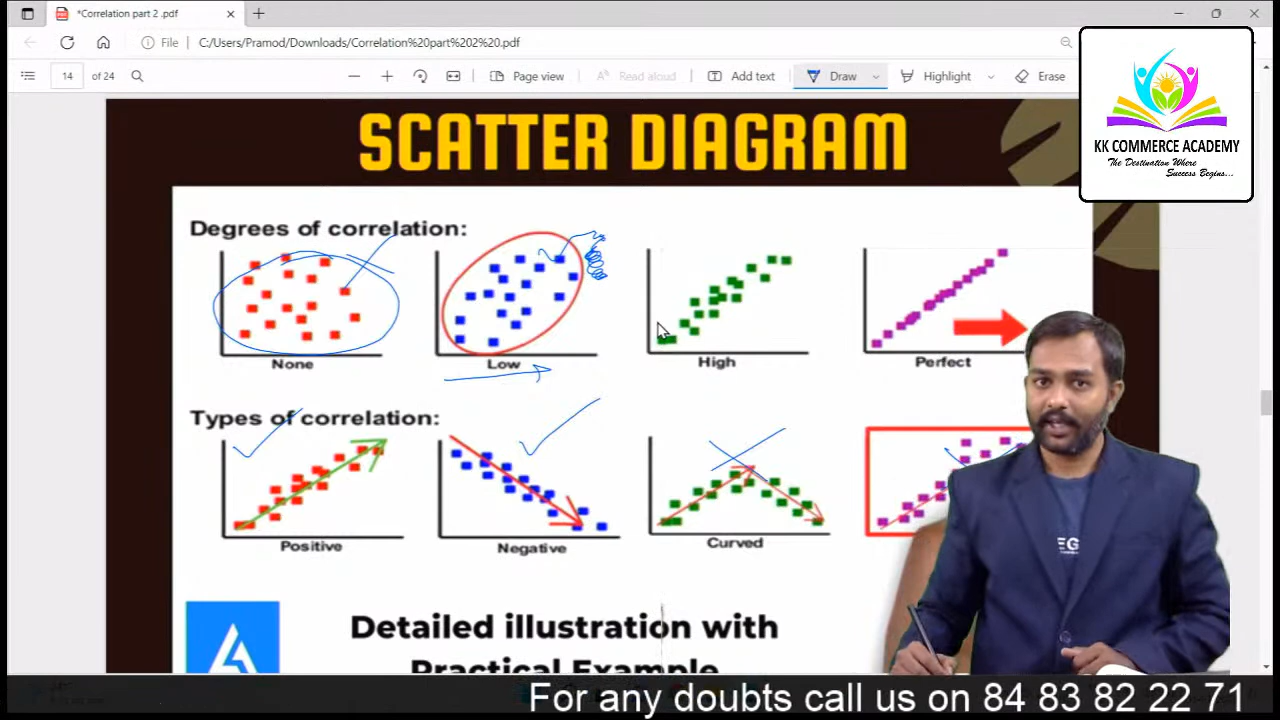 *Correlation part 2 .pdf
File
C:/Users/Pramod/Downloads/Correlation%20part%202%20.pdf
14 of 24
Page view
Read aloud
Add text
Draw
Highlight
Erase
KK COMMERCE ACADEMY
The Destination Where
Success Begins...
SCATTER DIAGRAM
Degrees of correlation:
None
Low
High
Perfect
Types of correlation:
Positive
Negative
Curved
Detailed illustration with
Practical Example
For any doubts call us on 84 83 82 22 71